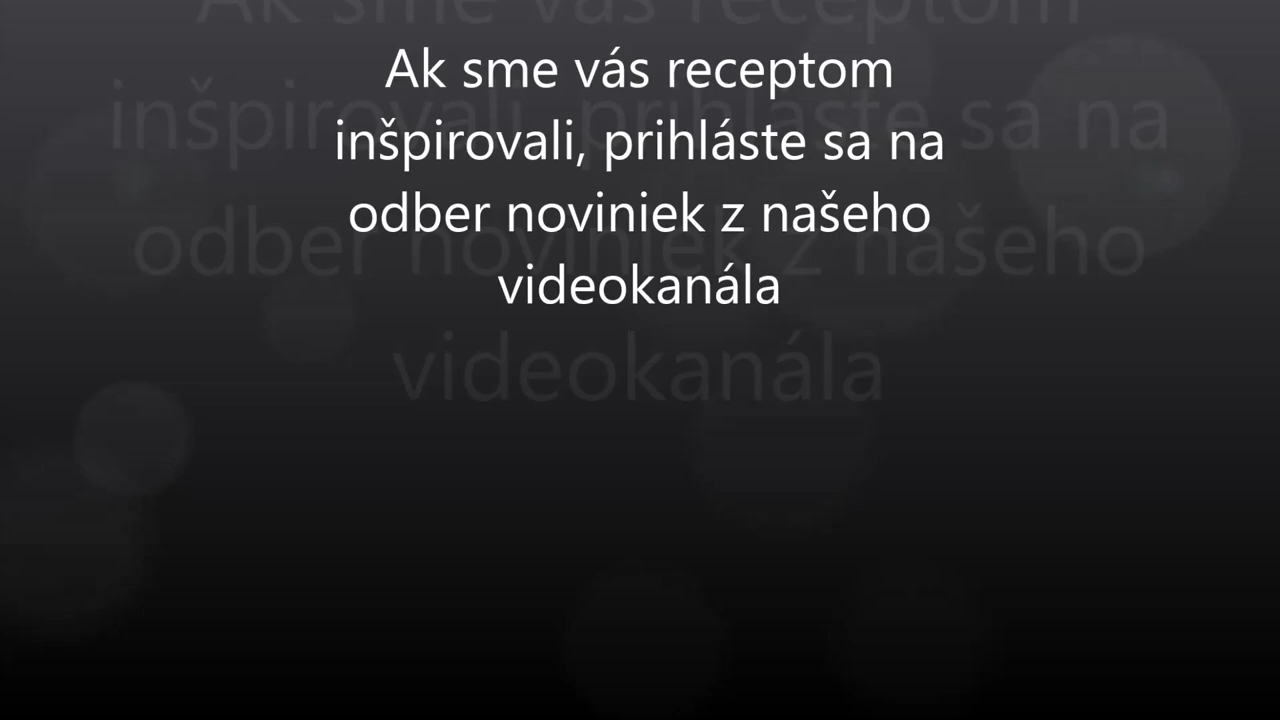 Ak sme vás receptom
inšpirovali, prihláste sa na
odber noviniek z našeho
videokanála